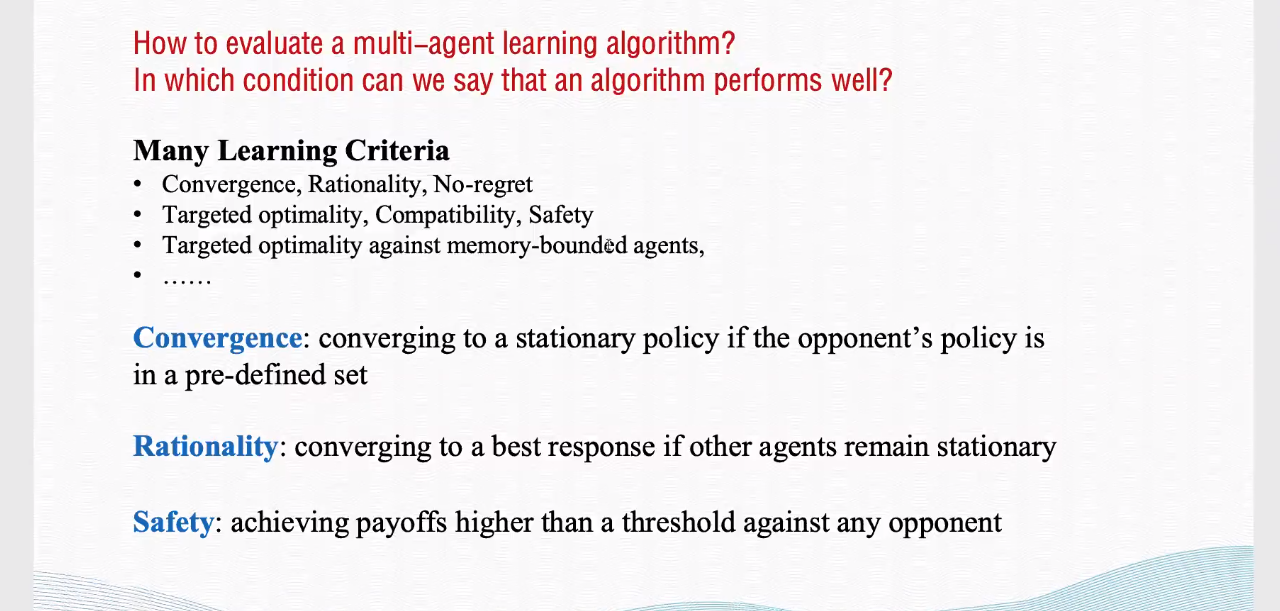 How to evaluate a multi–agent learning algorithm?
In which condition can we say that an algorithm performs well?
Many Learning Criteria
• Convergence, Rationality, No-regret
• Targeted optimality, Compatibility, Safety
• Targeted optimality against memory-bounded agents,
• ……
Convergence: converging to a stationary policy if the opponent’s policy is
in a pre-defined set
Rationality: converging to a best response if other agents remain stationary
Safety: achieving payoffs higher than a threshold against any opponent